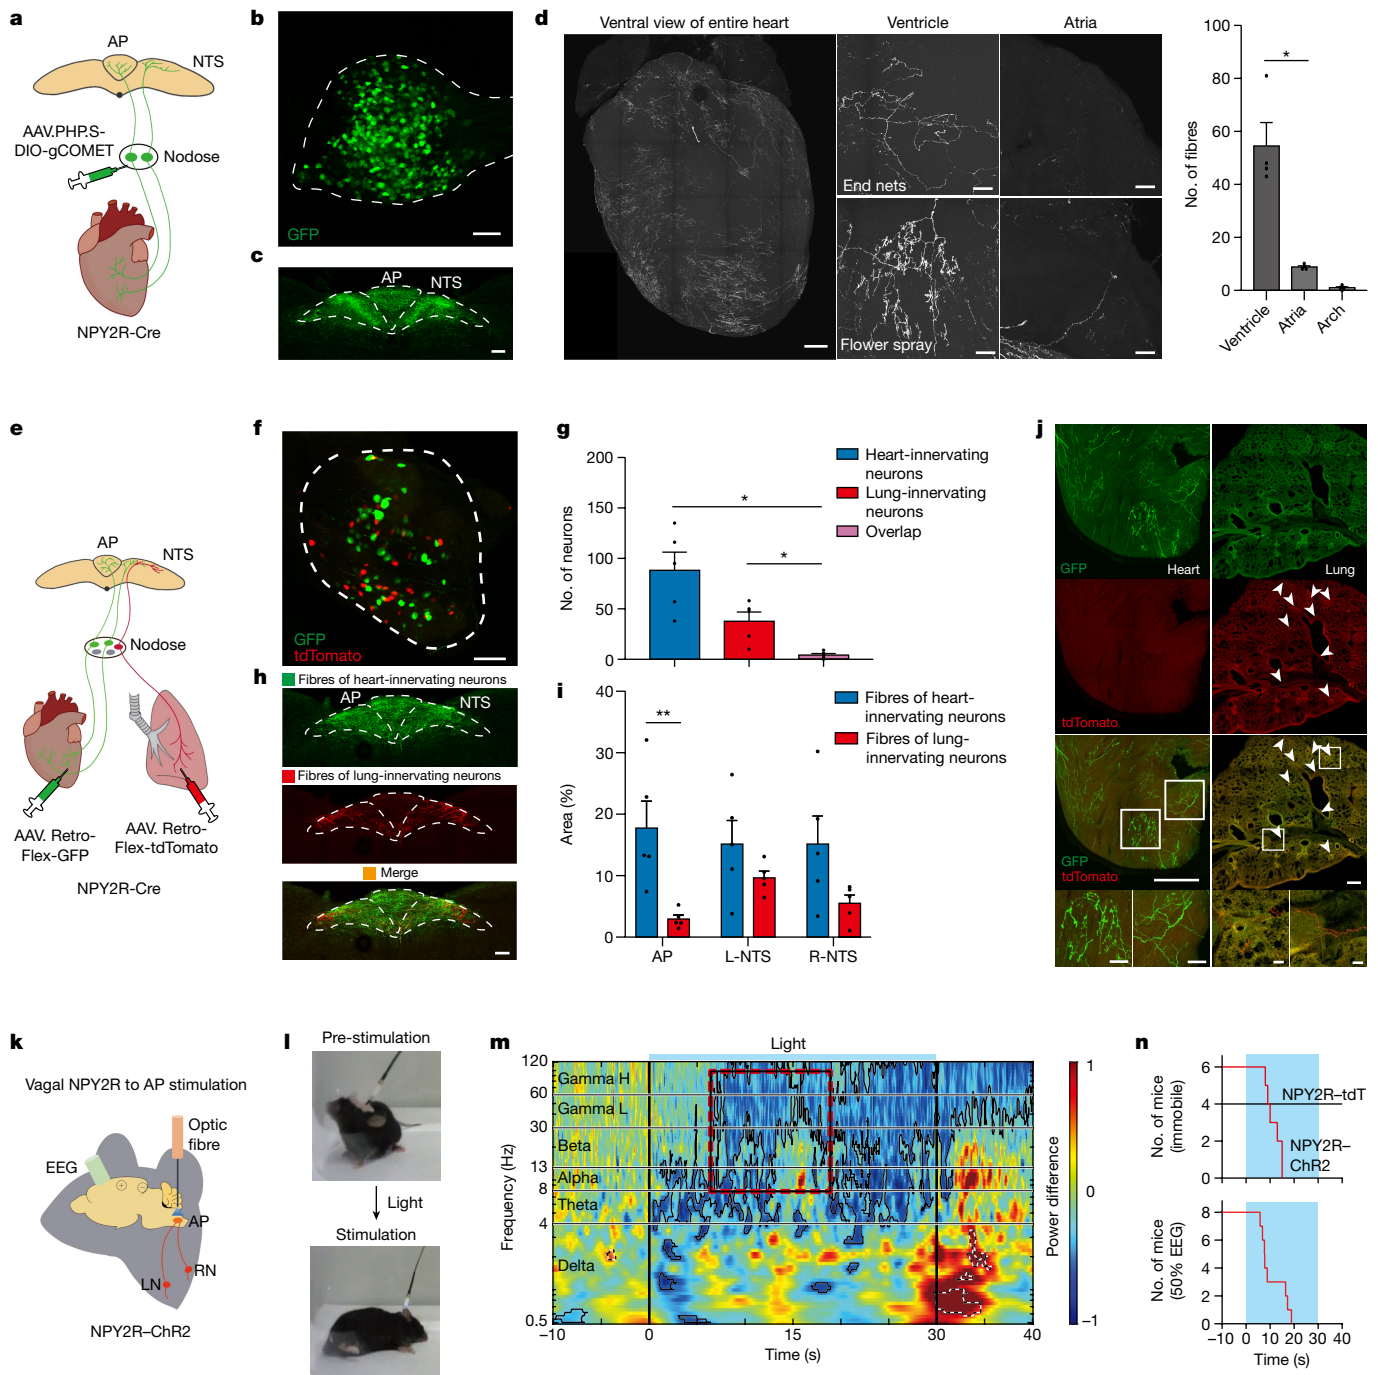 a
AP
NTS
AAV.PHP.S-
DIO-gCOMET
Nodose
NPY2R-Cre
b
GFP
c
AP
NTS
d
Ventral view of entire heart
Ventricle
Atria
End nets
Flower spray
No. of fibres
100
80
60
40
20
0
Ventricle
Atria
Arch
*
e
AP
NTS
Nodose
AAV. Retro-
Flex-GFP
AAV. Retro-
Flex-tdTomato
NPY2R-Cre
f
GFP
tdTomato
g
No. of neurons
200
150
100
50
0
*
*
Heart-innervating
neurons
Lung-innervating
neurons
Overlap
h
Fibres of heart-innervating neurons
AP
NTS
Fibres of lung-innervating neurons
Merge
i
Area (%)
40
30
20
10
0
**
AP
L-NTS
R-NTS
Fibres of heart-
innervating neurons
Fibres of lung-
innervating neurons
j
GFP
Heart
Lung
tdTomato
GFP
tdTomato
k
Vagal NPY2R to AP stimulation
Optic
fibre
EEG
AP
LN
RN
NPY2R–ChR2
l
Pre-stimulation
Light
Stimulation
m
Light
Frequency (Hz)
120
60
30
13
8
4
0.5
Gamma H
Gamma L
Beta
Alpha
Theta
Delta
−10
0
15
30
40
Time (s)
Power difference
1
0
−1
n
No. of mice
(immobile)
6
4
2
0
NPY2R–tdT
NPY2R–
ChR2
No. of mice
(50% EEG)
8
6
4
2
0
−10
0
10
20
30
40
Time (s)